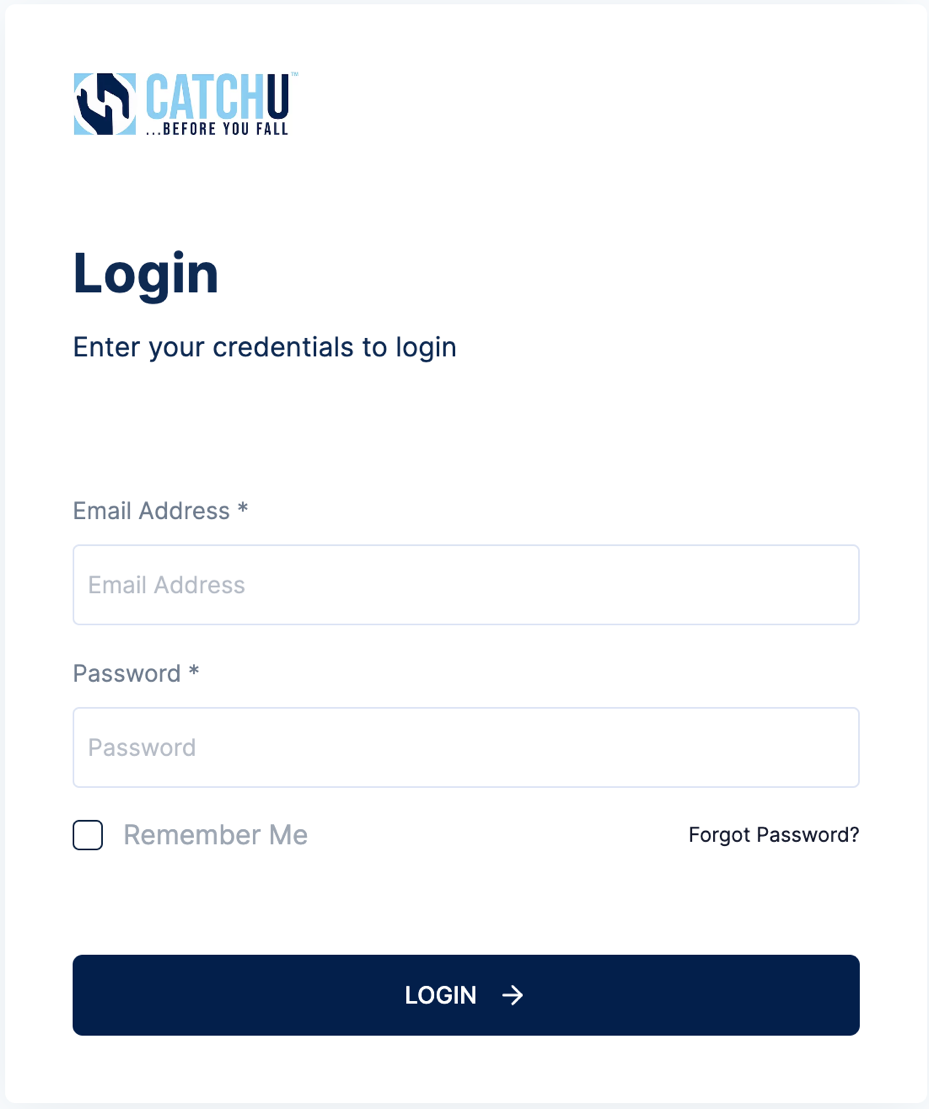 CATCHU™
...BEFORE YOU FALL
Login
Enter your credentials to login
Email Address *
Email Address
Password *
Password
Remember Me
Forgot Password?
LOGIN →